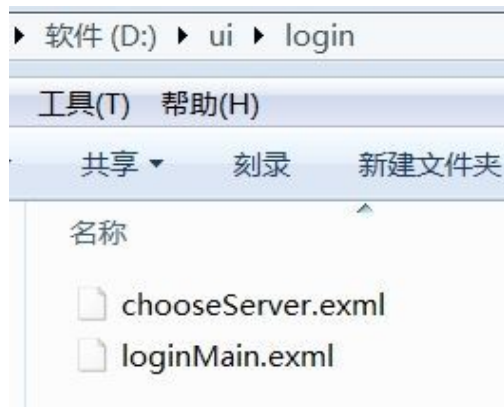 软件 (D:) ▸ ui ▸ login
工具(T) 帮助(H)
共享 刻录 新建文件夹
名称
chooseServer.exml
loginMain.exml